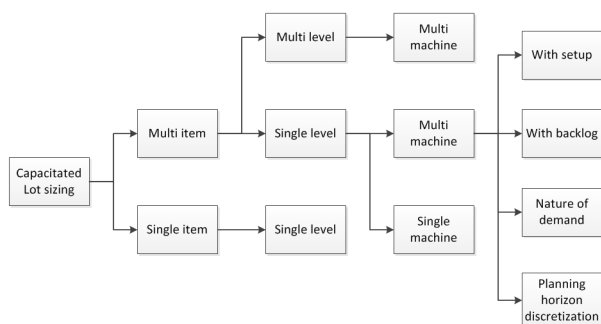 Multi level
Multi
machine
With setup
Multi item
Single level
Multi
machine
With backlog
Capacitated
Lot sizing
Single item
Single level
Single
machine
Nature of
demand
Planning
horizon
discretization